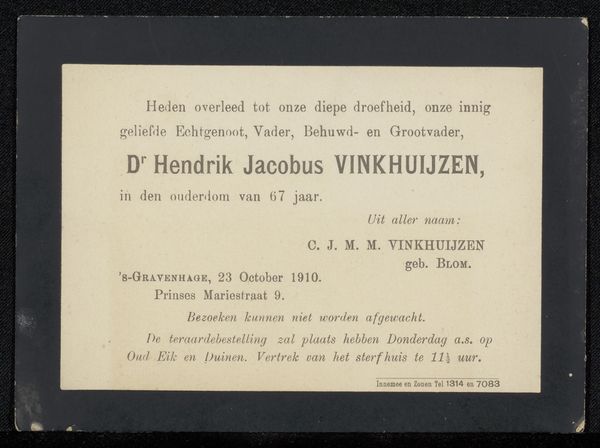 Heden overleed tot onze diepe droefheid, onze innig
geliefde Echtgenoot, Vader, Behuwd- en Grootvader,
Dr Hendrik Jacobus VINKHUIJZEN,
in den ouderdom van 67 jaar.
Uit aller naam:
C. J. M. M. VINKHUIJZEN
geb. BLOM.
's-GRAVENHAGE, 23 October 1910.
Prinses Mariestraat 9.
Bezoeken kunnen niet worden afgewacht.
De teraardebestelling zal plaats hebben Donderdag a.s. op
Oud Eik en Duinen. Vertrek van het sterfhuis te 11½ uur.
Innemee en Zonen Tel 1314 en 7083